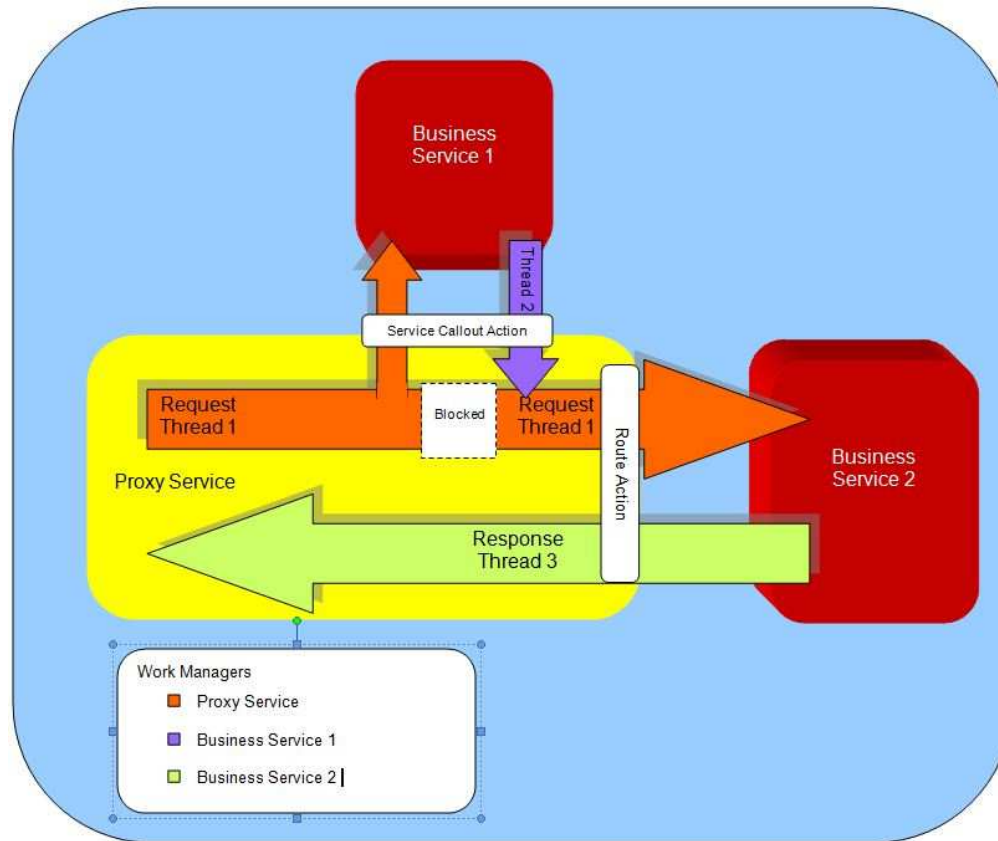 Business
Service 1
Thread 2
Service Callout Action
Request
Thread 1
Blocked
Request
Thread 1
Route Action
Business
Service 2
Proxy Service
Response
Thread 3
Work Managers
Proxy Service
Business Service 1
Business Service 2